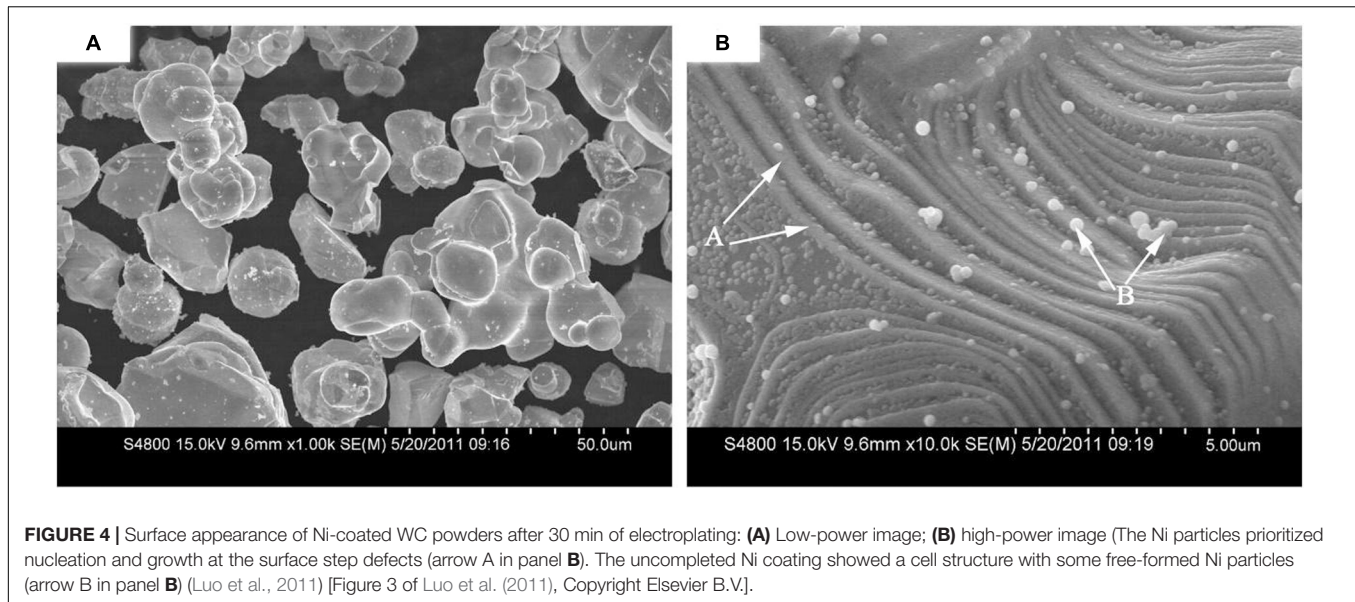 A
B
A
B
S4800 15.0kV 9.6mm x1.00k SE(M) 5/20/2011 09:16 50.0um
S4800 15.0kV 9.6mm x10.0k SE(M) 5/20/2011 09:19 5.00um
FIGURE 4 | Surface appearance of Ni-coated WC powders after 30 min of electroplating: (A) Low-power image; (B) high-power image (The Ni particles prioritized
nucleation and growth at the surface step defects (arrow A in panel B). The uncompleted Ni coating showed a cell structure with some free-formed Ni particles
(arrow B in panel B) (Luo et al., 2011) [Figure 3 of Luo et al. (2011), Copyright Elsevier B.V.].